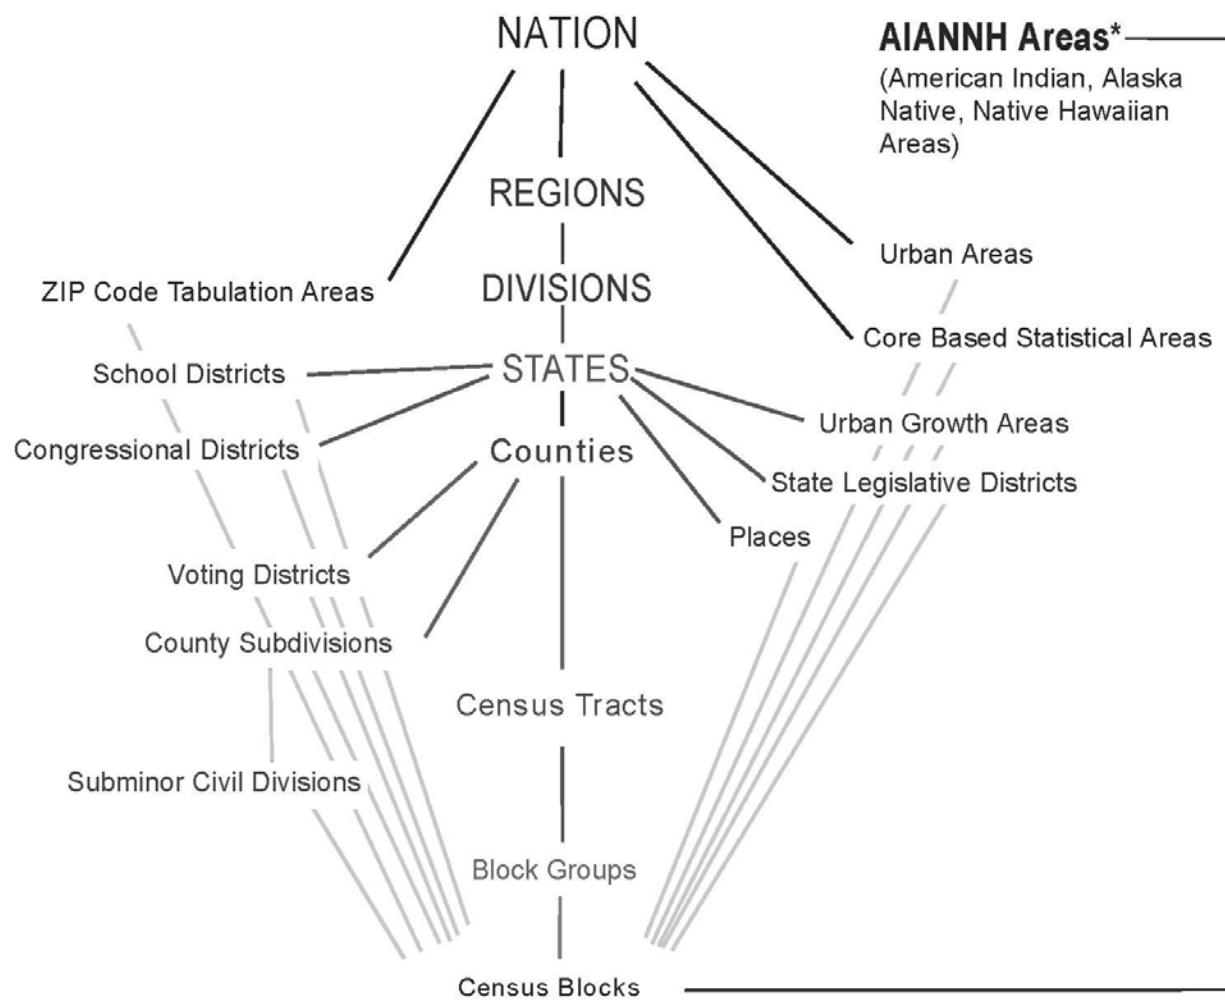 NATION
AIANNH Areas*
(American Indian, Alaska
Native, Native Hawaiian
Areas)
REGIONS
Urban Areas
ZIP Code Tabulation Areas
DIVISIONS
Core Based Statistical Areas
School Districts
STATES
Urban Growth Areas
Congressional Districts
Counties
State Legislative Districts
Places
Voting Districts
County Subdivisions
Census Tracts
Subminor Civil Divisions
Block Groups
Census Blocks